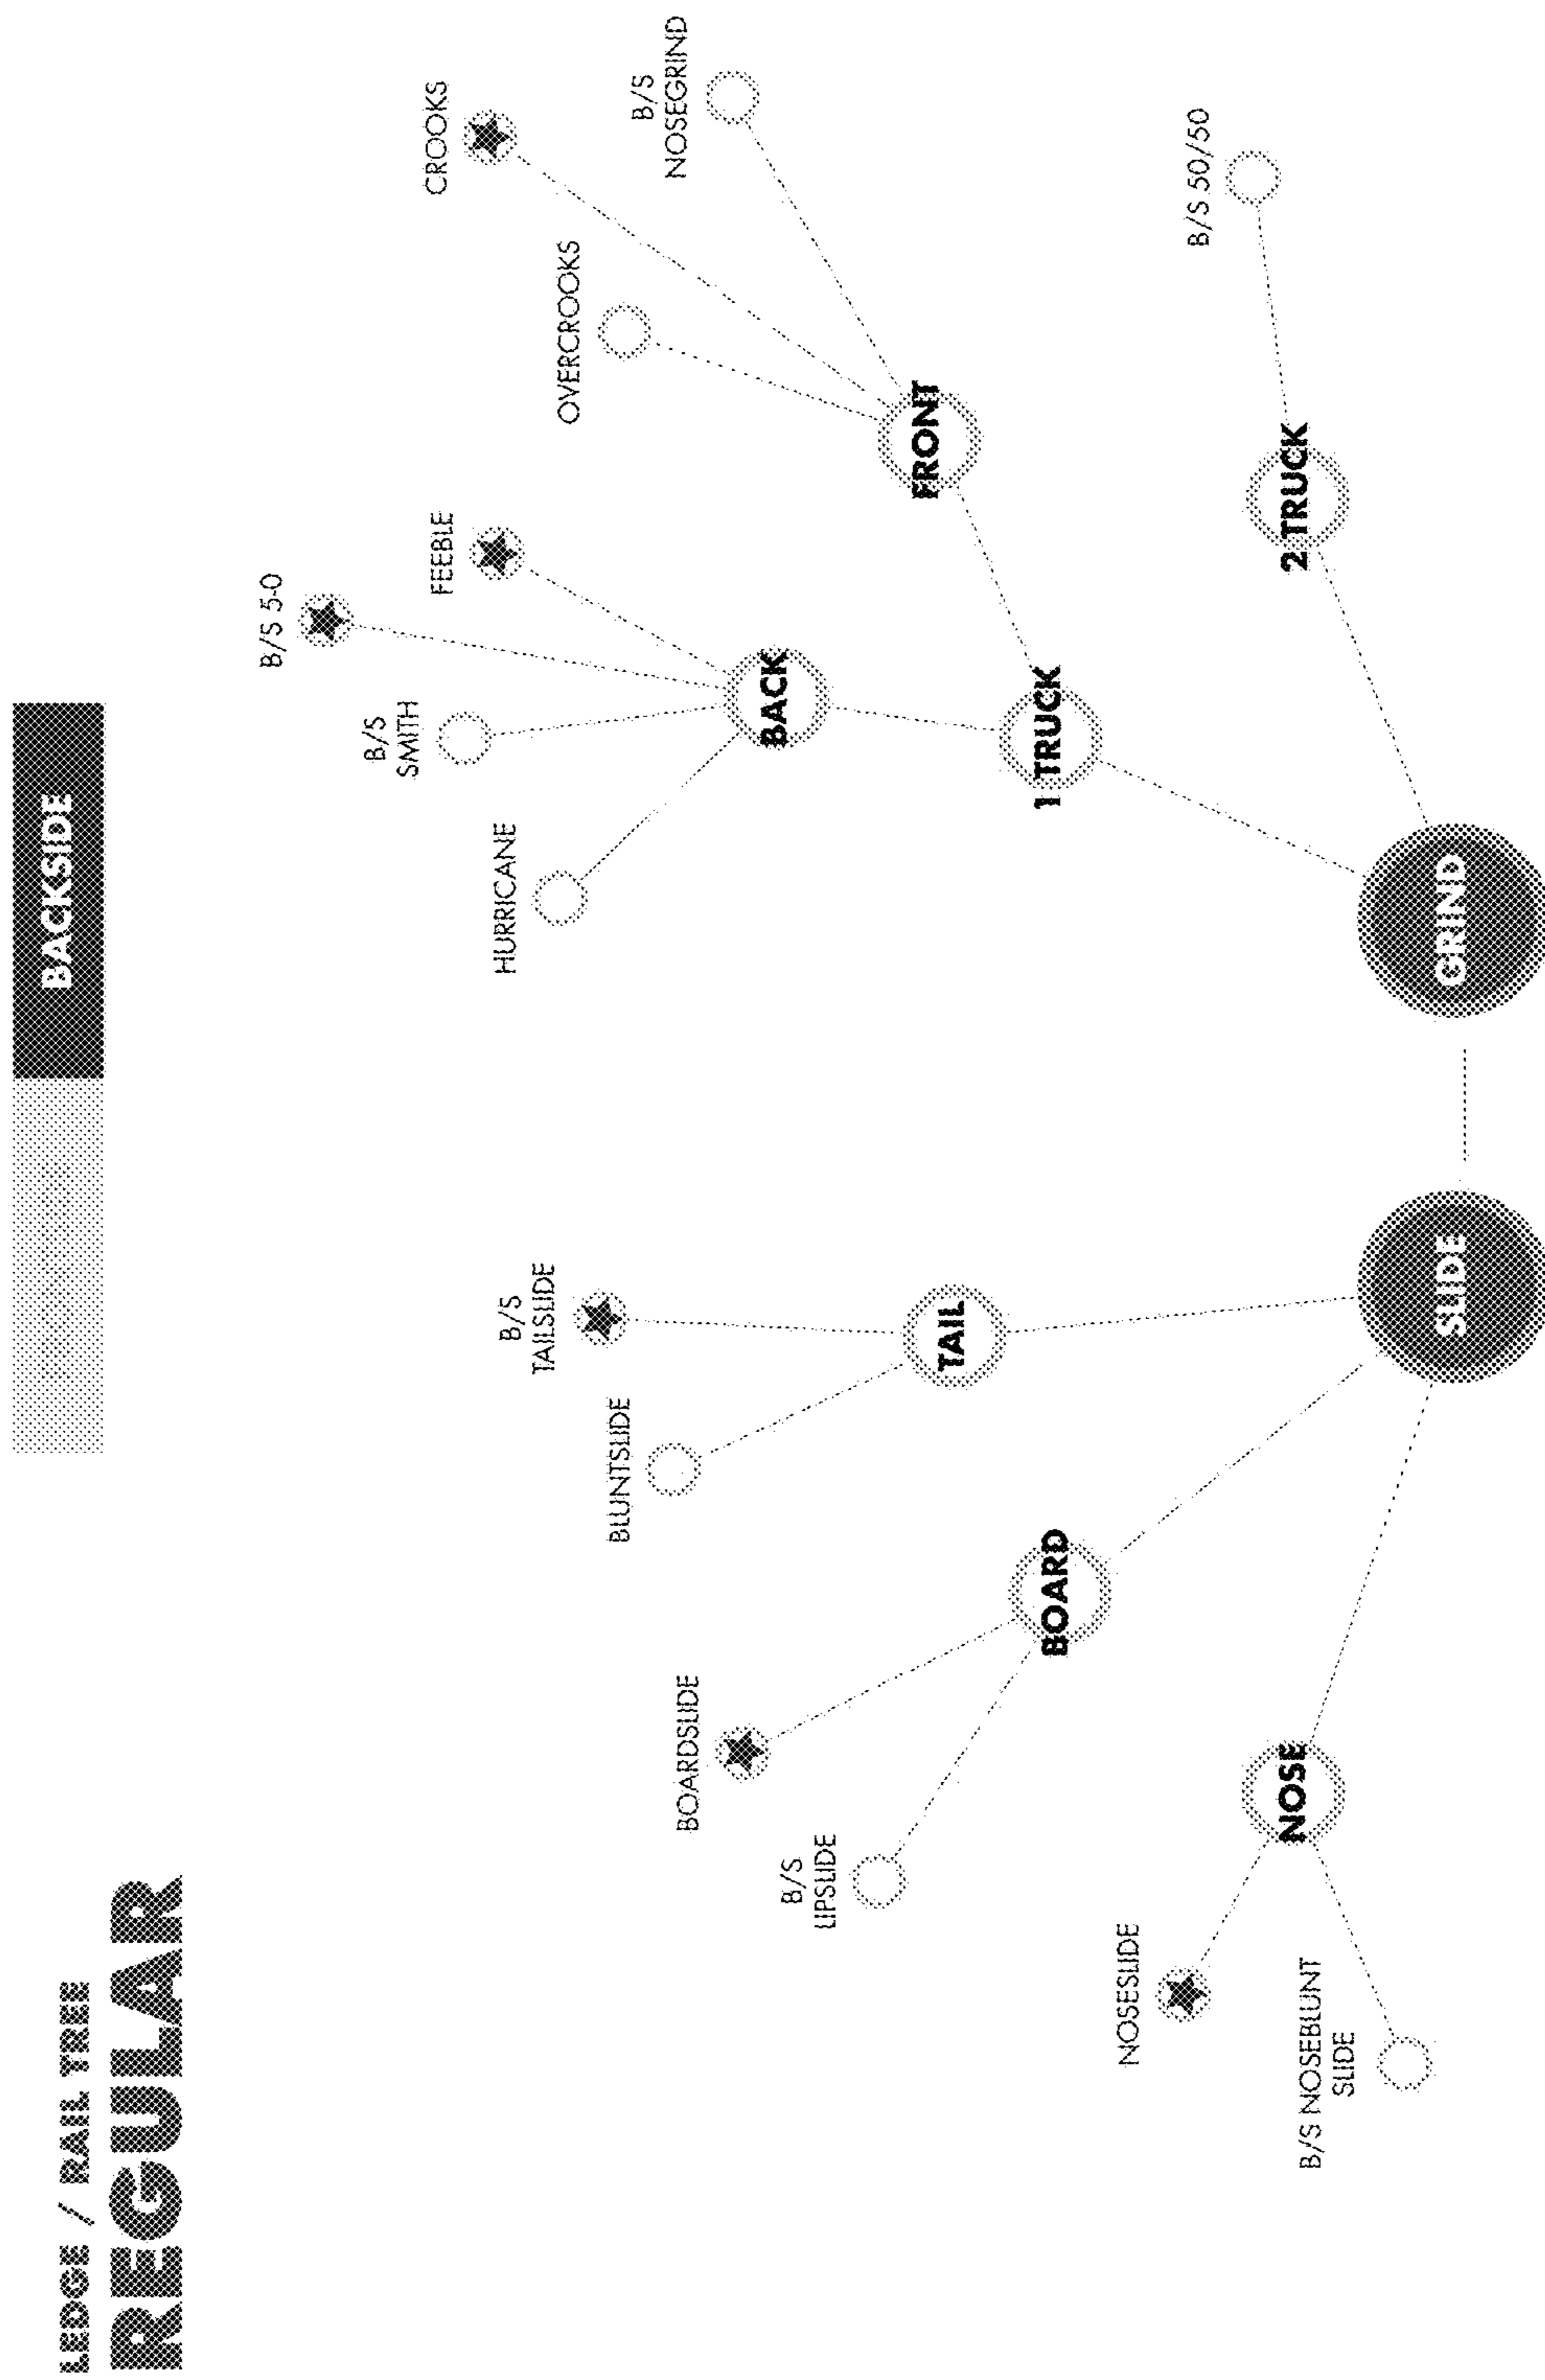 LEDGE / RAIL TREE
REGULAR
BACKSIDE
B/S 5-0
B/S
SMITH
FEEBLE
HURRICANE
CROOKS
OVERCROOKS
B/S
NOSEGRIND
B/S
TAILSLIDE
BLUNTSLIDE
BOARDSLIDE
B/S
LIPSLIDE
BACK
FRONT
TAIL
BOARD
1 TRUCK
NOSESLIDE
B/S 50/50
B/S NOSEBLUNT
SLIDE
NOSE
2 TRUCK
SLIDE
GRIND